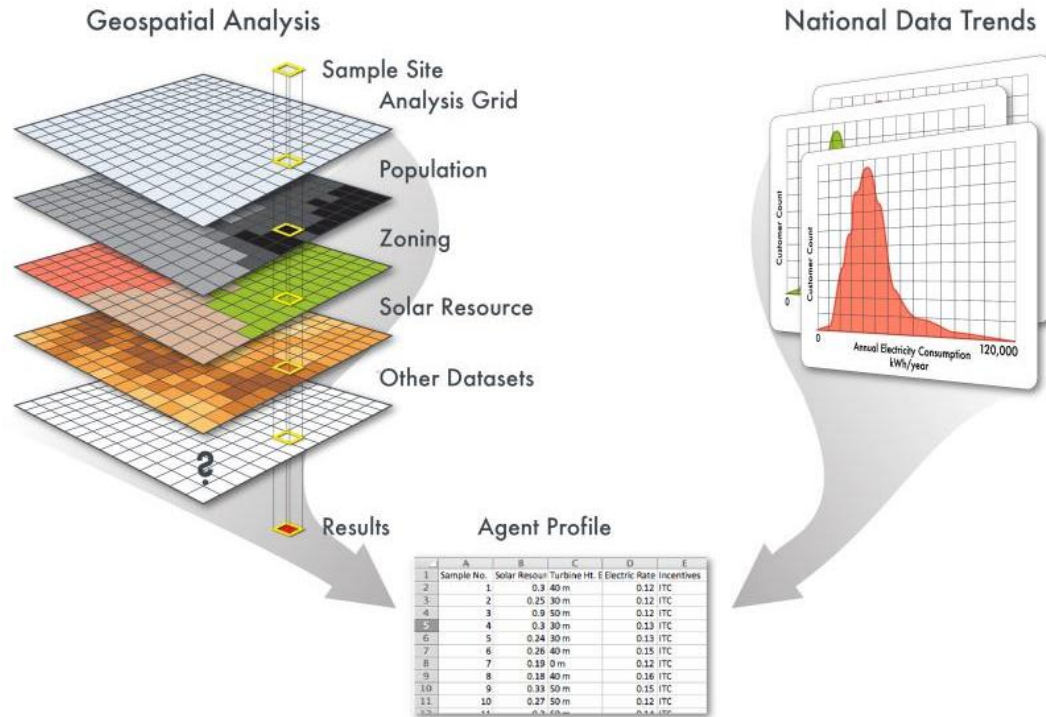 Geospatial Analysis
National Data Trends
Sample Site
Analysis Grid
Population
Zoning
Solar Resource
Other Datasets
?
Results
Customer Count
0
Customer Count
0
120,000
Annual Electricity Consumption
kWh/year
Agent Profile
A B C D E
1 Sample No. Solar Resour Turbine Ht. E Electric Rate Incentives
2 1 0.3 40 m 0.12 ITC
3 2 0.25 30 m 0.12 ITC
4 3 0.9 50 m 0.12 ITC
5 4 0.3 30 m 0.13 ITC
6 5 0.24 30 m 0.13 ITC
7 6 0.26 40 m 0.15 ITC
8 7 0.19 0 m 0.12 ITC
9 8 0.18 40 m 0.16 ITC
10 9 0.33 50 m 0.15 ITC
11 10 0.27 50 m 0.12 ITC